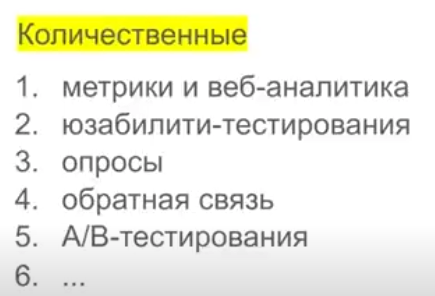 Количественные
1. метрики и веб-аналитика
2. юзабилити-тестирования
3. опросы
4. обратная связь
5. А/В-тестирования
6. ...